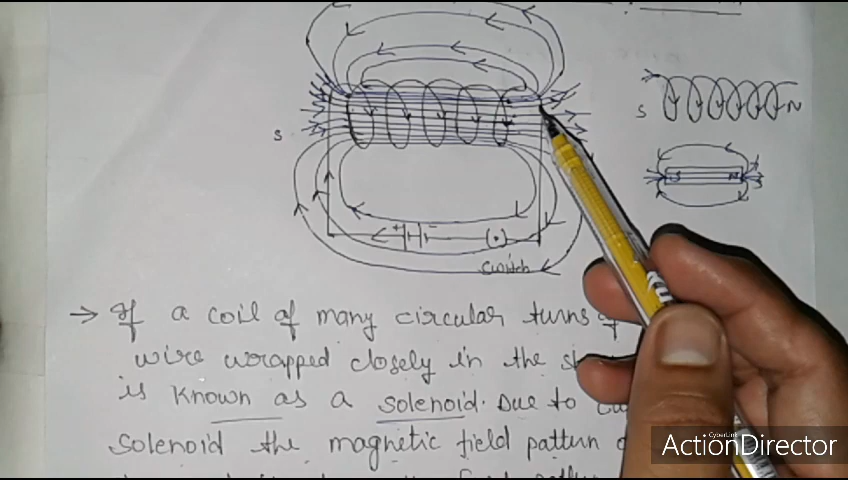 S
S N
S N
+ -
switch
→ If a coil of many circular turns
wire wrapped closely in the
is known as a solenoid. Due to
solenoid the magnetic field pattern
CyberLink
ActionDirector